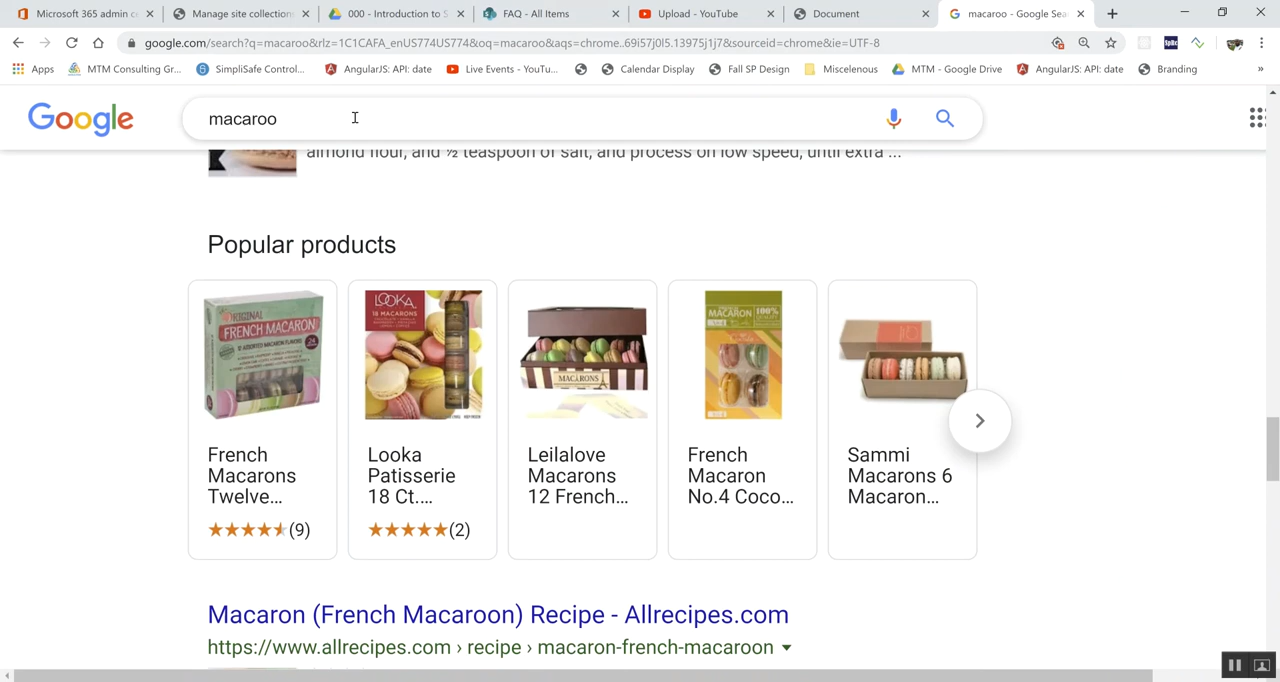 Microsoft 365 admin c
Manage site collection
000 - Introduction to S
FAQ - All Items
Upload - YouTube
Document
macaroo - Google Sea
google.com/search?q=macaroo&rlz=1C1CAFA_enUS774US774&oq=macaroo&aqs=chrome..69i57j0l5.13975j1j7&sourceid=chrome&ie=UTF-8
Apps
MTM Consulting Gr...
SimpliSafe Control...
AngularJS: API: date
Live Events - YouTu...
Calendar Display
Fall SP Design
Miscelenous
MTM - Google Drive
AngularJS: API: date
Branding
»
Google
macaroo
almond flour, and ½ teaspoon of salt, and process on low speed, until extra ...
Popular products
ORIGINAL
FRENCH MACARON
24
LOOKA
18 MACARONS
MACARONS
MACARON
100%
French
Macarons
Twelve...
(9)
Looka
Patisserie
18 Ct....
(2)
Leilalove
Macarons
12 French...
French
Macaron
No.4 Coco...
Sammi
Macarons 6
Macaron...
Macaron (French Macaroon) Recipe - Allrecipes.com
https://www.allrecipes.com › recipe › macaron-french-macaroon